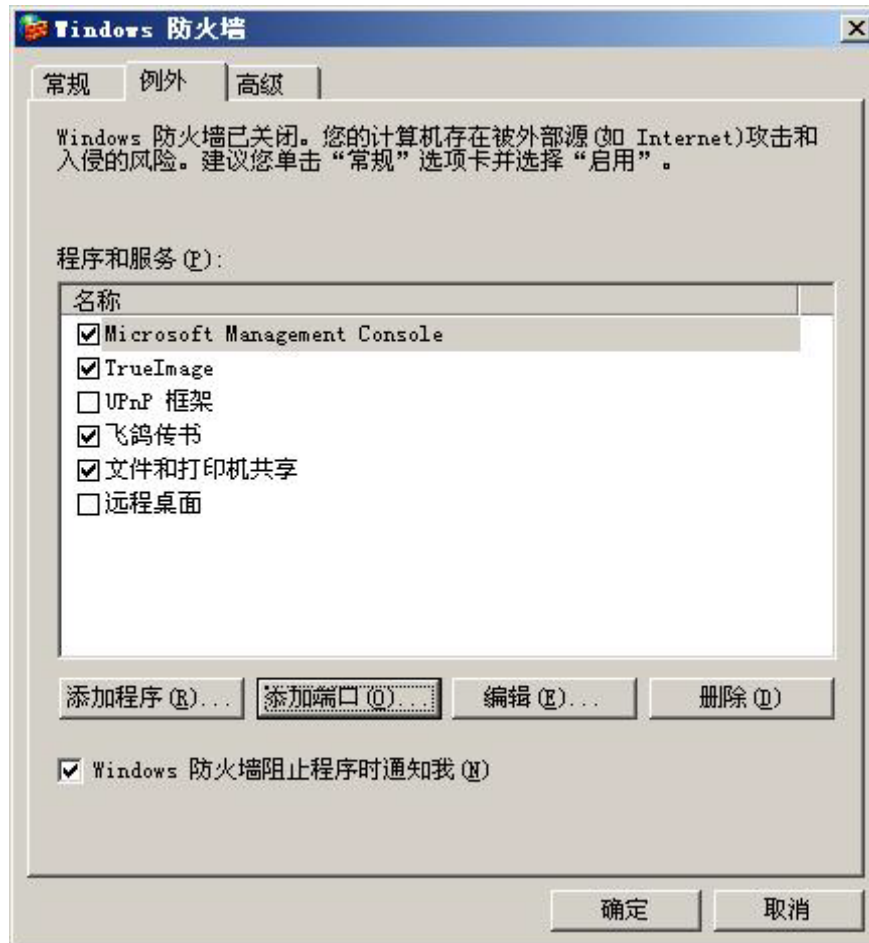 Windows 防火墙
常规
例外
高级
Windows 防火墙已关闭。您的计算机存在被外部源(如 Internet)攻击和
入侵的风险。建议您单击“常规”选项卡并选择“启用”。
程序和服务(P):
名称
Microsoft Management Console
TrueImage
UPnP 框架
飞鸽传书
文件和打印机共享
远程桌面
添加程序(R)...
添加端口(O)...
编辑(E)...
删除(D)
Windows 防火墙阻止程序时通知我(N)
确定
取消